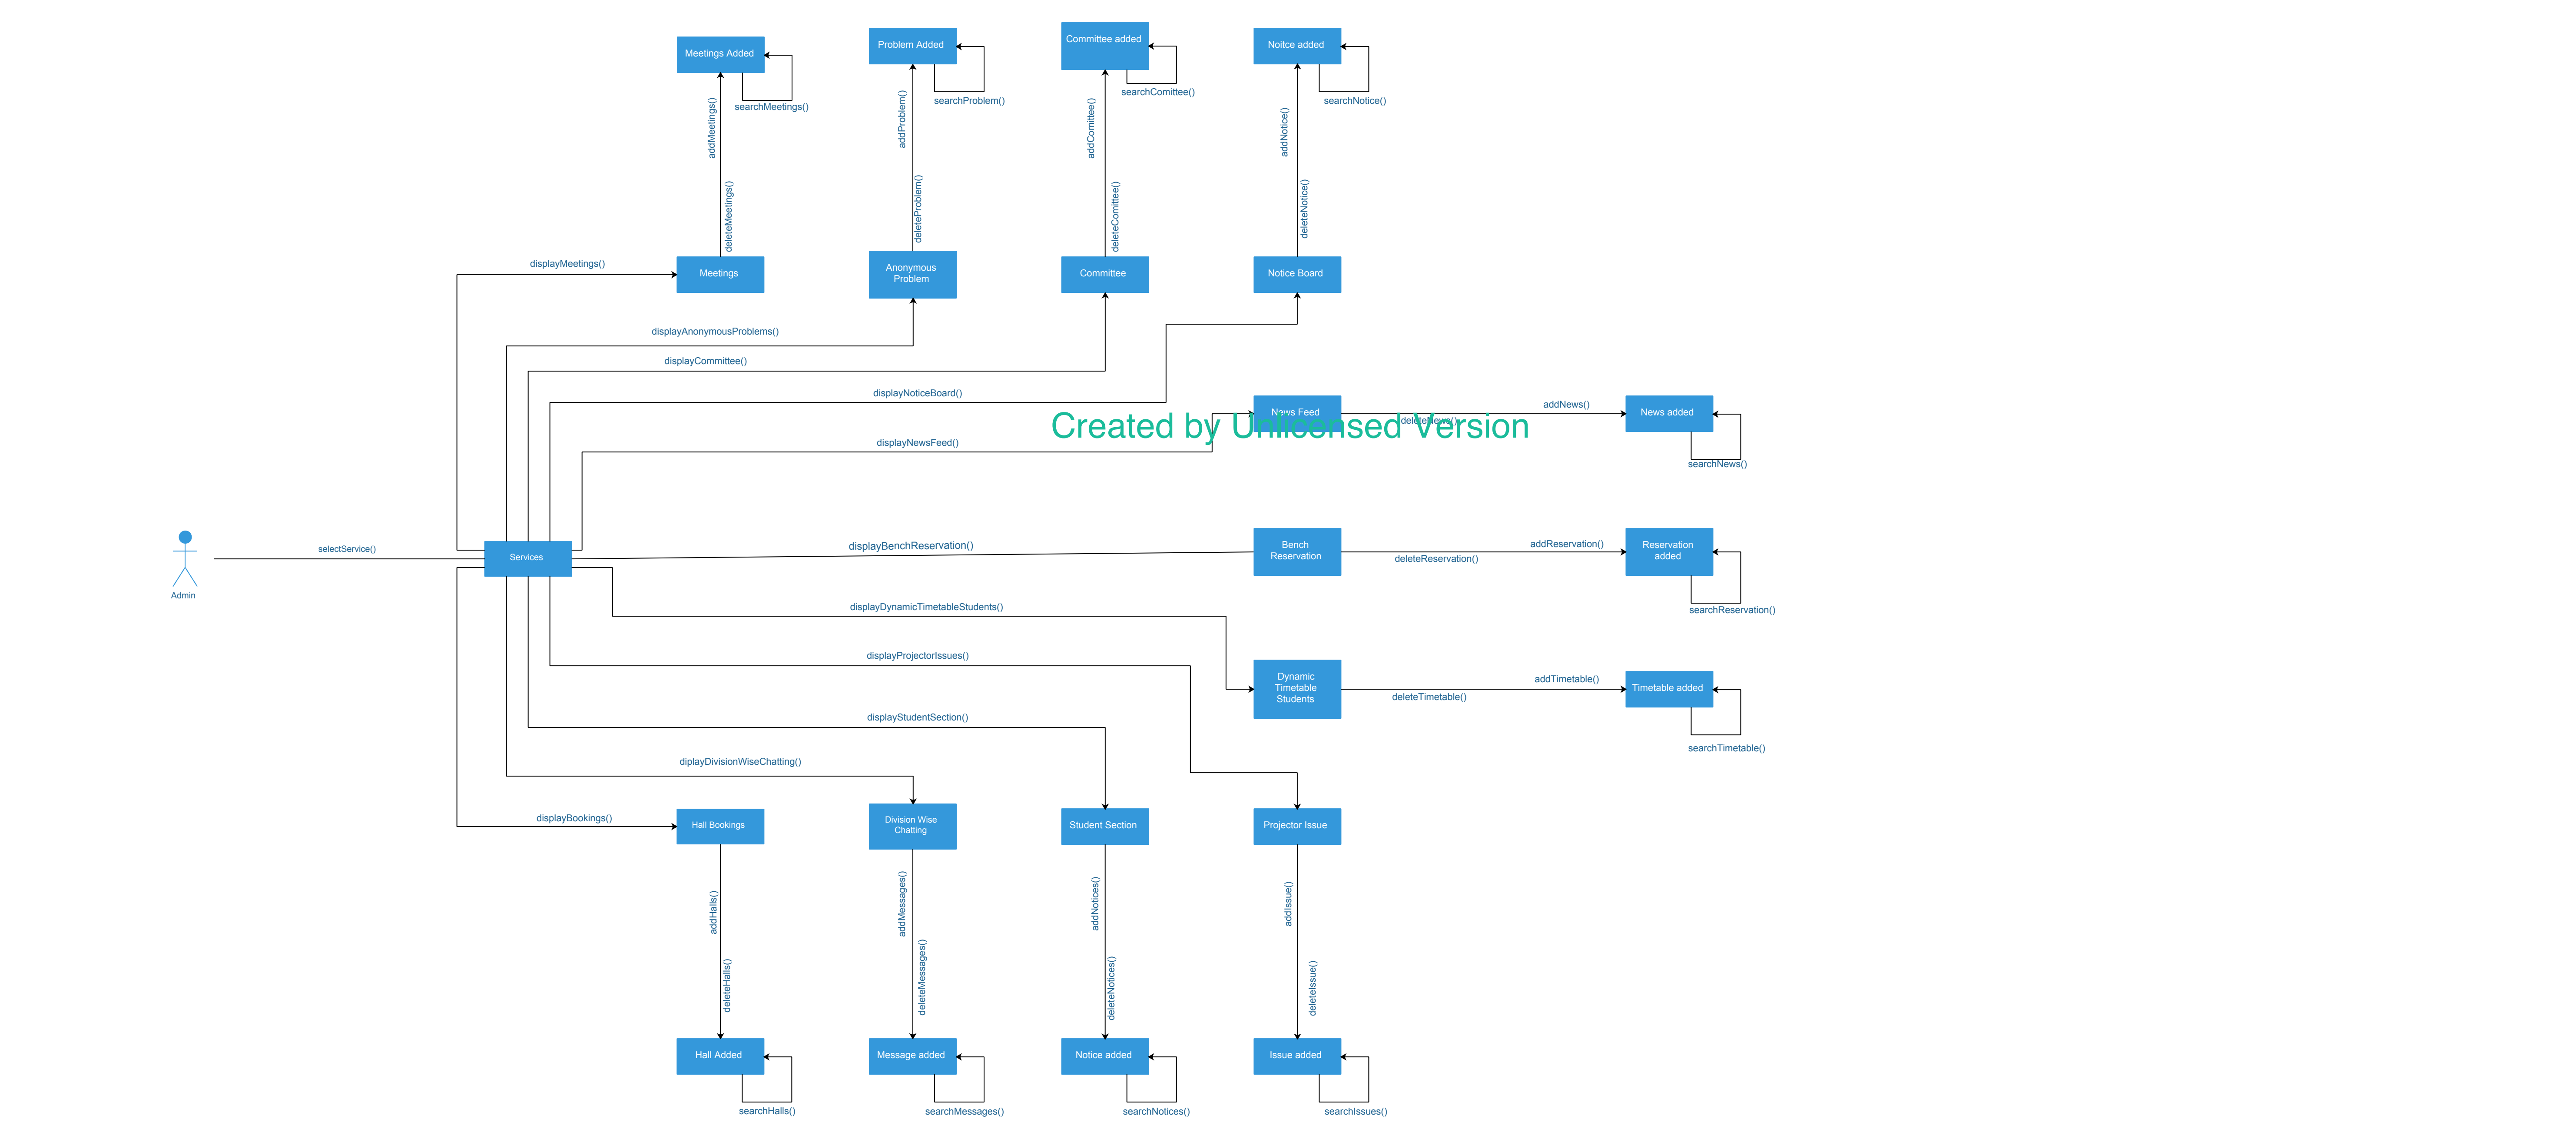 Meetings Added
Problem Added
Committee added
Noitce added
searchMeetings()
searchProblem()
searchComittee()
searchNotice()
addMeetings()
addProblem()
addComittee()
addNotice()
deleteMeetings()
deleteProblem()
deleteComittee()
deleteNotice()
displayMeetings()
Meetings
Anonymous
Problem
Committee
Notice Board
displayAnonymousProblems()
displayCommittee()
displayNoticeBoard()
News Feed
deleteNews()
addNews()
News added
Created by Unlicensed Version
displayNewsFeed()
searchNews()
Admin
selectService()
Services
displayBenchReservation()
Bench
Reservation
deleteReservation()
addReservation()
Reservation
added
searchReservation()
displayDynamicTimetableStudents()
displayProjectorIssues()
Dynamic
Timetable
Students
deleteTimetable()
addTimetable()
Timetable added
searchTimetable()
displayStudentSection()
diplayDivisionWiseChatting()
displayBookings()
Hall Bookings
Division Wise
Chatting
Student Section
Projector Issue
addHalls()
addMessages()
addNotices()
addIssue()
deleteHalls()
deleteMessages()
deleteNotices()
deleteIssue()
Hall Added
Message added
Notice added
Issue added
searchHalls()
searchMessages()
searchNotices()
searchIssues()